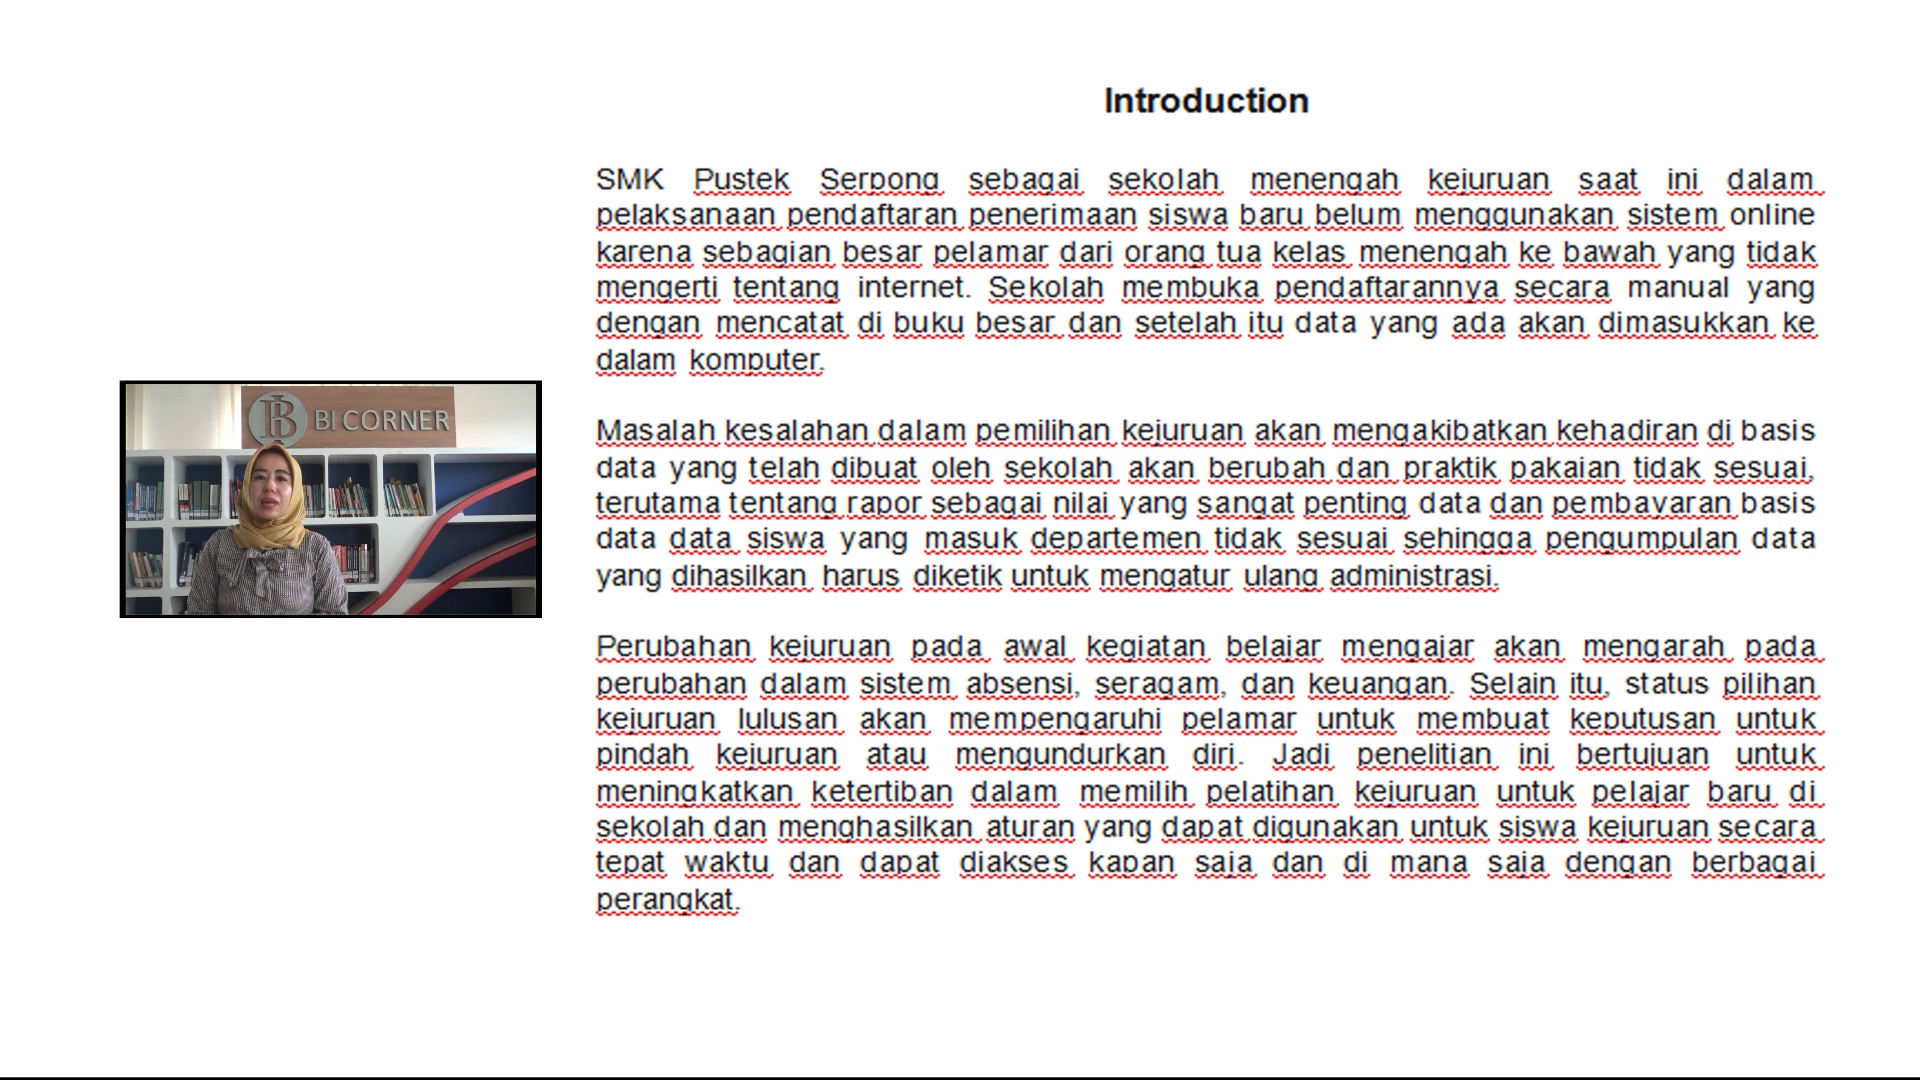 Introduction
SMK Pustek Serpong sebagai sekolah menengah kejuruan saat ini dalam
pelaksanaan pendaftaran penerimaan siswa baru belum menggunakan sistem online
karena sebagian besar pelamar dari orang tua kelas menengah ke bawah yang tidak
mengerti tentang internet. Sekolah membuka pendaftarannya secara manual yang
dengan mencatat di buku besar dan setelah itu data yang ada akan dimasukkan ke
dalam komputer.
BI CORNER
Masalah kesalahan dalam pemilihan kejuruan akan mengakibatkan kehadiran di basis
data yang telah dibuat oleh sekolah akan berubah dan praktik pakaian tidak sesuai,
terutama tentang rapor sebagai nilai yang sangat penting data dan pembayaran basis
data data siswa yang masuk departemen tidak sesuai sehingga pengumpulan data
yang dihasilkan harus diketik untuk mengatur ulang administrasi.
Perubahan kejuruan pada awal kegiatan belajar mengajar akan mengarah pada
perubahan dalam sistem absensi, seragam, dan keuangan. Selain itu, status pilihan
kejuruan lulusan akan mempengaruhi pelamar untuk membuat keputusan untuk
pindah kejuruan atau mengundurkan diri. Jadi penelitian ini bertujuan untuk
meningkatkan ketertiban dalam memilih pelatihan kejuruan untuk pelajar baru di
sekolah dan menghasilkan aturan yang dapat digunakan untuk siswa kejuruan secara
tepat waktu dan dapat diakses kapan saja dan di mana saja dengan berbagai
perangkat.